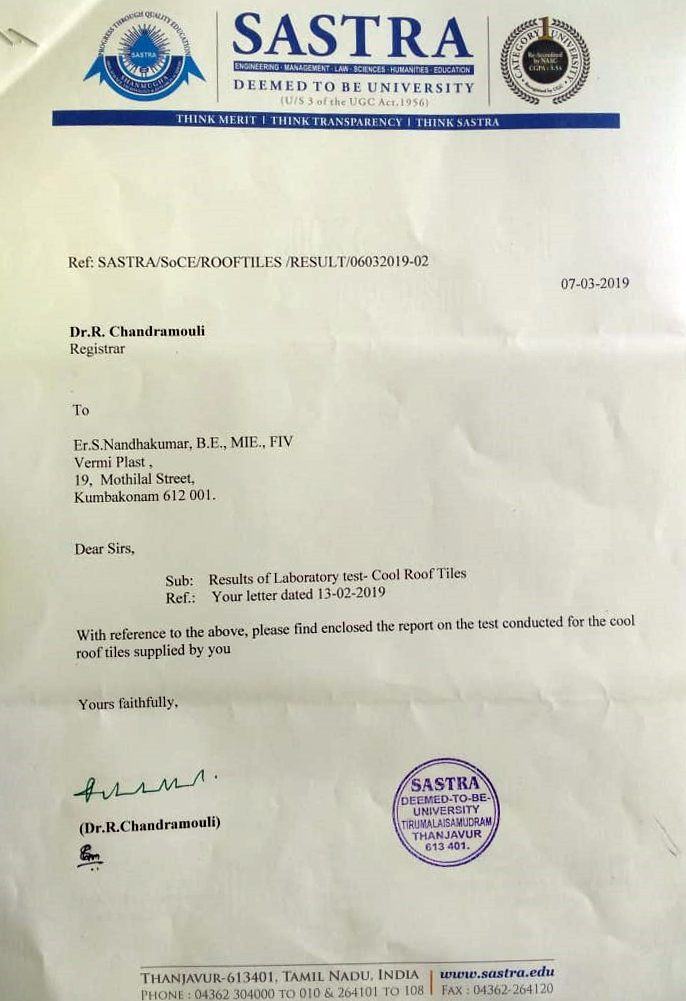 PROGRESS THROUGH QUALITY EDUCATION
SASTRA
SHANMUGHA
SASTRA
ENGINEERING · MANAGEMENT · LAW · SCIENCES · HUMANITIES · EDUCATION
DEEMED TO BE UNIVERSITY
(U/S 3 of the UGC Act, 1956)
CATEGORY 1 UNIVERSITY
Re-Accredited
by NAAC
Recognised by UGC
THINK MERIT | THINK TRANSPARENCY | THINK SASTRA
Ref: SASTRA/SoCE/ROOFTILES /RESULT/06032019-02
07-03-2019
Dr.R. Chandramouli
Registrar
To
Er.S.Nandhakumar, B.E., MIE., FIV
Vermi Plast ,
19, Mothilal Street,
Kumbakonam 612 001.
Dear Sirs,
Sub: Results of Laboratory test- Cool Roof Tiles
Ref.: Your letter dated 13-02-2019
With reference to the above, please find enclosed the report on the test conducted for the cool
roof tiles supplied by you
Yours faithfully,
(Dr.R.Chandramouli)
SASTRA
DEEMED-TO-BE-
UNIVERSITY
TIRUMALAISAMUDRAM
THANJAVUR
613 401.
THANJAVUR-613401, TAMIL NADU, INDIA | www.sastra.edu
PHONE : 04362 304000 TO 010 & 264101 TO 108 | FAX : 04362-264120